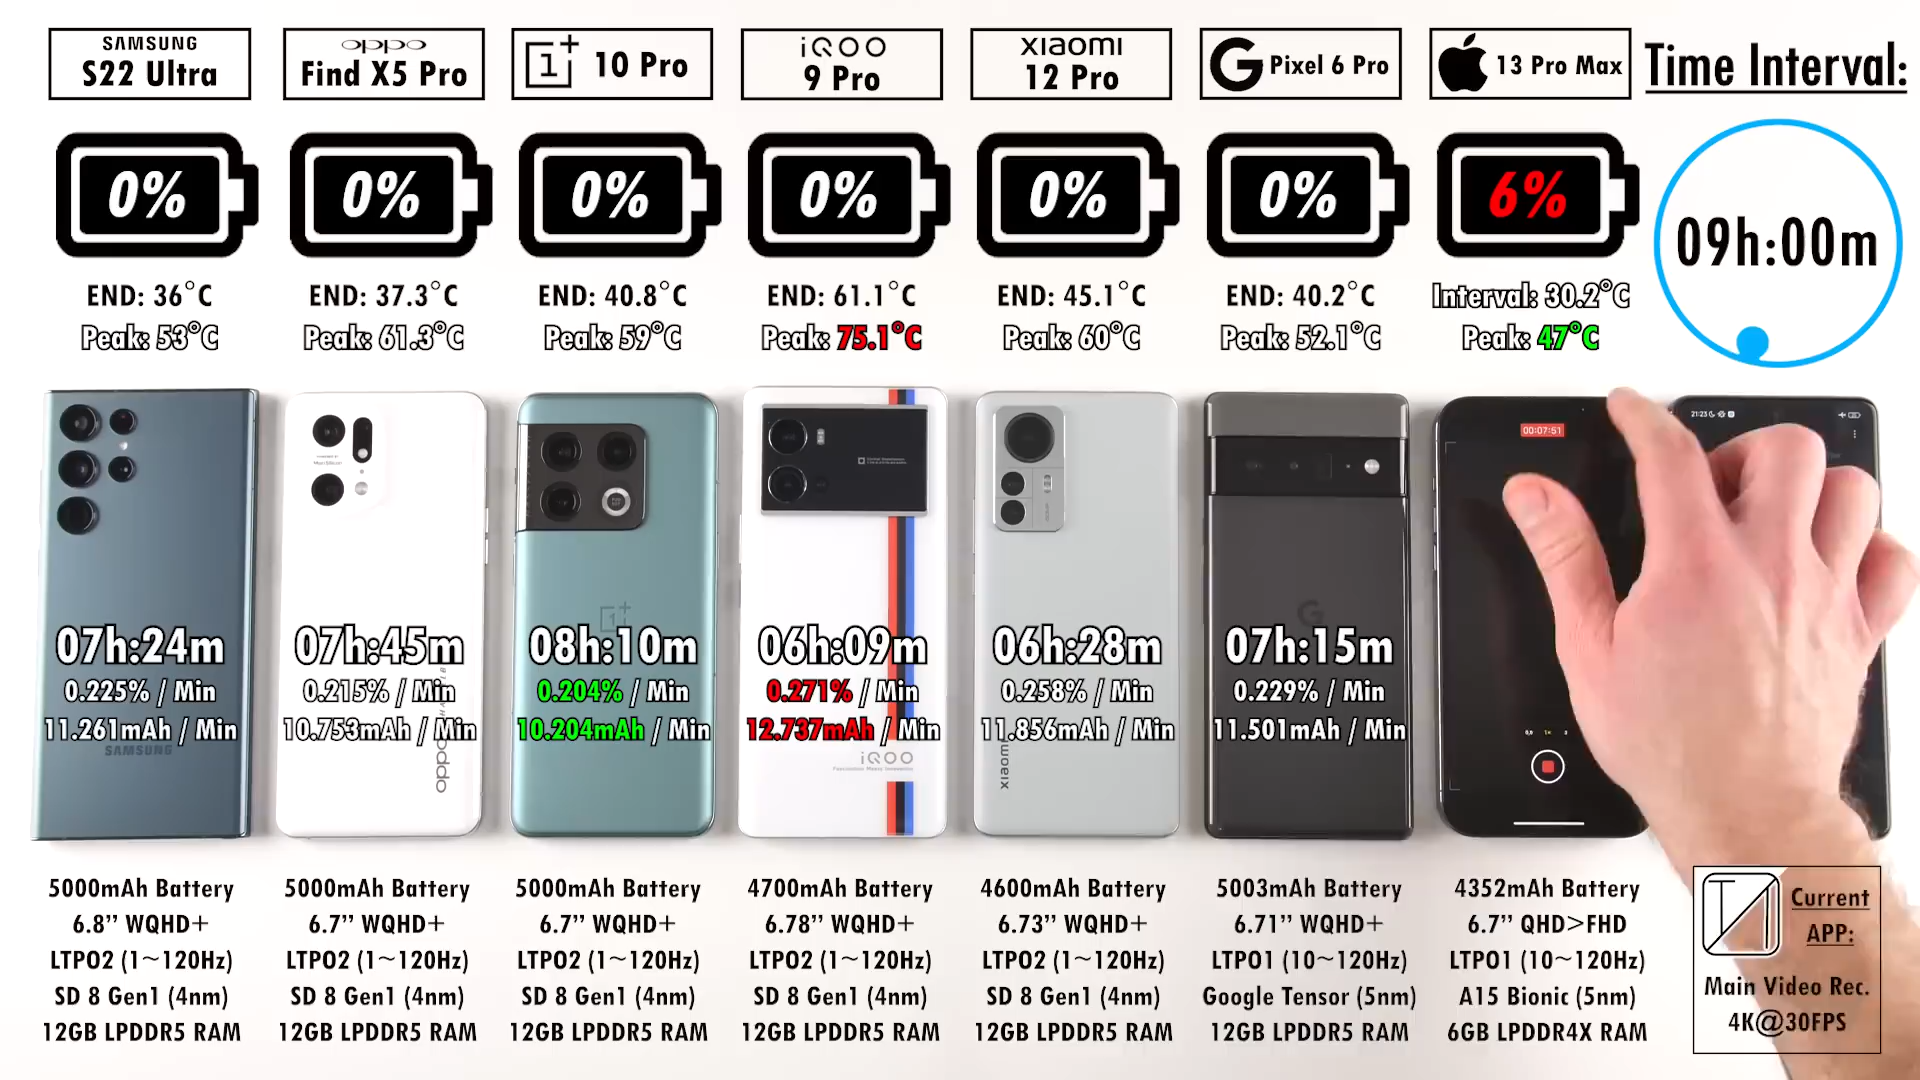 SAMSUNG
S22 Ultra
oppo
Find X5 Pro
1+ 10 Pro
iQOO
9 Pro
xiaomi
12 Pro
G Pixel 6 Pro
13 Pro Max
Time Interval:
0%
0%
0%
0%
0%
0%
6%
09h:00m
END: 36°C
Peak: 53°C
END: 37.3°C
Peak: 61.3°C
END: 40.8°C
Peak: 59°C
END: 61.1°C
Peak: 75.1°C
END: 45.1°C
Peak: 60°C
END: 40.2°C
Peak: 52.1°C
Interval: 30.2°C
Peak: 47°C
00:07:51
21:23
07h:24m
0.225% / Min
11.261mAh / Min
SAMSUNG
07h:45m
0.215% / Min
10.753mAh / Min
oppo
08h:10m
0.204% / Min
10.204mAh / Min
06h:09m
0.271% / Min
12.737mAh / Min
iQOO
06h:28m
0.258% / Min
11.856mAh / Min
xiaomi
07h:15m
0.229% / Min
11.501mAh / Min
5000mAh Battery
6.8’’ WQHD+
LTPO2 (1~120Hz)
SD 8 Gen1 (4nm)
12GB LPDDR5 RAM
5000mAh Battery
6.7’’ WQHD+
LTPO2 (1~120Hz)
SD 8 Gen1 (4nm)
12GB LPDDR5 RAM
5000mAh Battery
6.7’’ WQHD+
LTPO2 (1~120Hz)
SD 8 Gen1 (4nm)
12GB LPDDR5 RAM
4700mAh Battery
6.78’’ WQHD+
LTPO2 (1~120Hz)
SD 8 Gen1 (4nm)
12GB LPDDR5 RAM
4600mAh Battery
6.73’’ WQHD+
LTPO2 (1~120Hz)
SD 8 Gen1 (4nm)
12GB LPDDR5 RAM
5003mAh Battery
6.71’’ WQHD+
LTPO1 (10~120Hz)
Google Tensor (5nm)
12GB LPDDR5 RAM
4352mAh Battery
6.7’’ QHD>FHD
LTPO1 (10~120Hz)
A15 Bionic (5nm)
6GB LPDDR4X RAM
Current
APP:
Main Video Rec.
4K@30FPS